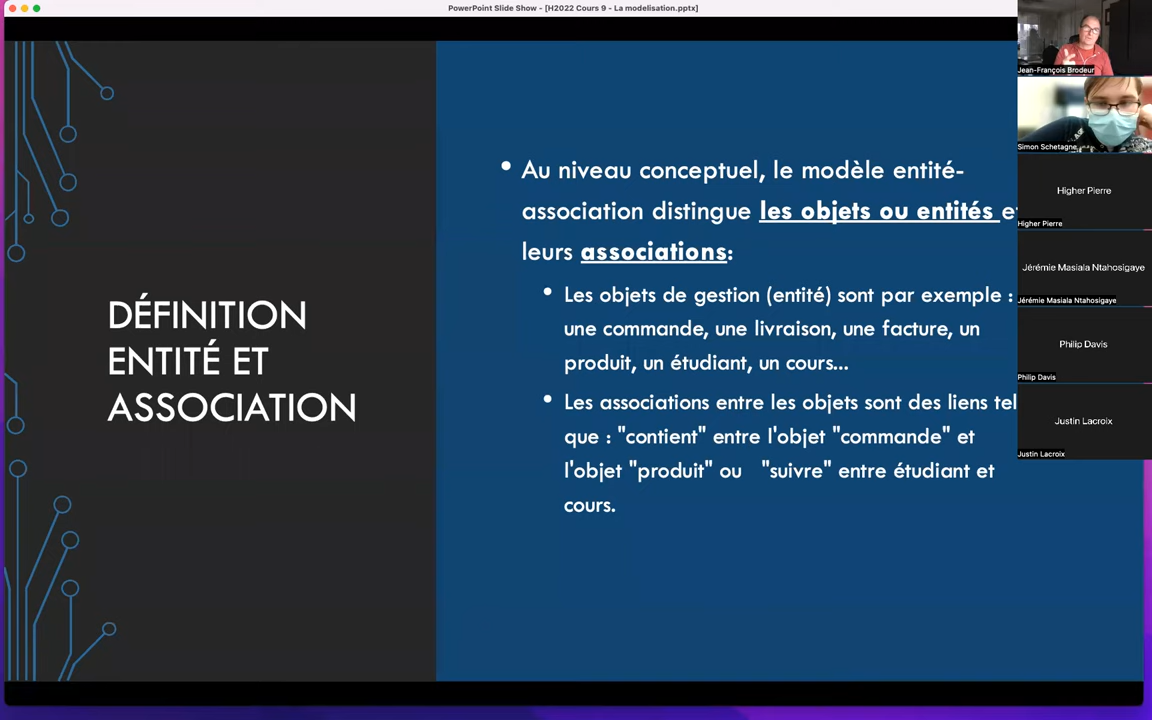 PowerPoint Slide Show - [H2022 Cours 9 - La modelisation.pptx]
DÉFINITION
ENTITÉ ET
ASSOCIATION
• Au niveau conceptuel, le modèle entité-
association distingue les objets ou entités
leurs associations:
• Les objets de gestion (entité) sont par exemple :
une commande, une livraison, une facture, un
produit, un étudiant, un cours...
• Les associations entre les objets sont des liens tel
que : "contient" entre l'objet "commande" et
l'objet "produit" ou "suivre" entre étudiant et
cours.
Jean-François Brodeur
Simon Schetagne
Higher Pierre
Higher Pierre
Jérémie Masiala Ntahosigaye
Jérémie Masiala Ntahosigaye
Philip Davis
Philip Davis
Justin Lacroix
Justin Lacroix